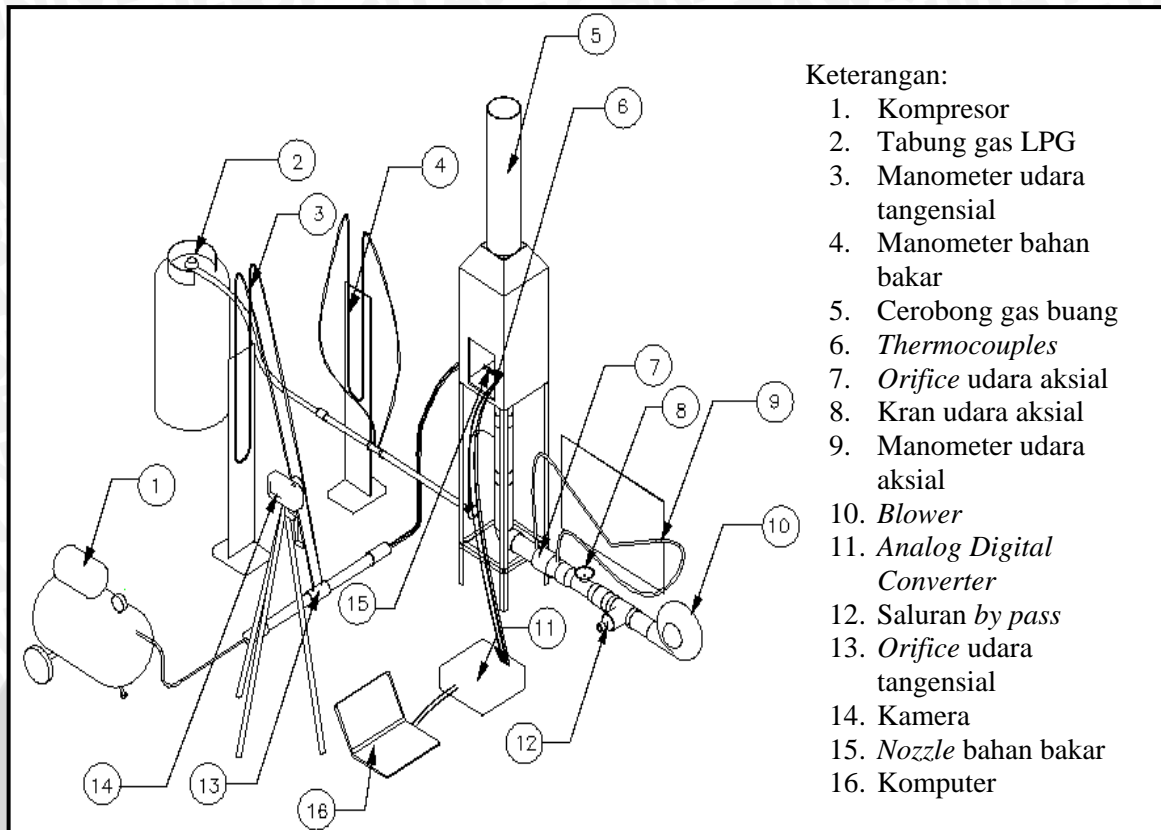 5
6
2
4
3
7
8
9
1
10
15
11
12
14
13
16
Keterangan:
1. Kompresor
2. Tabung gas LPG
3. Manometer udara
tangensial
4. Manometer bahan
bakar
5. Cerobong gas buang
6. Thermocouples
7. Orifice udara aksial
8. Kran udara aksial
9. Manometer udara
aksial
10. Blower
11. Analog Digital
Converter
12. Saluran by pass
13. Orifice udara
tangensial
14. Kamera
15. Nozzle bahan bakar
16. Komputer